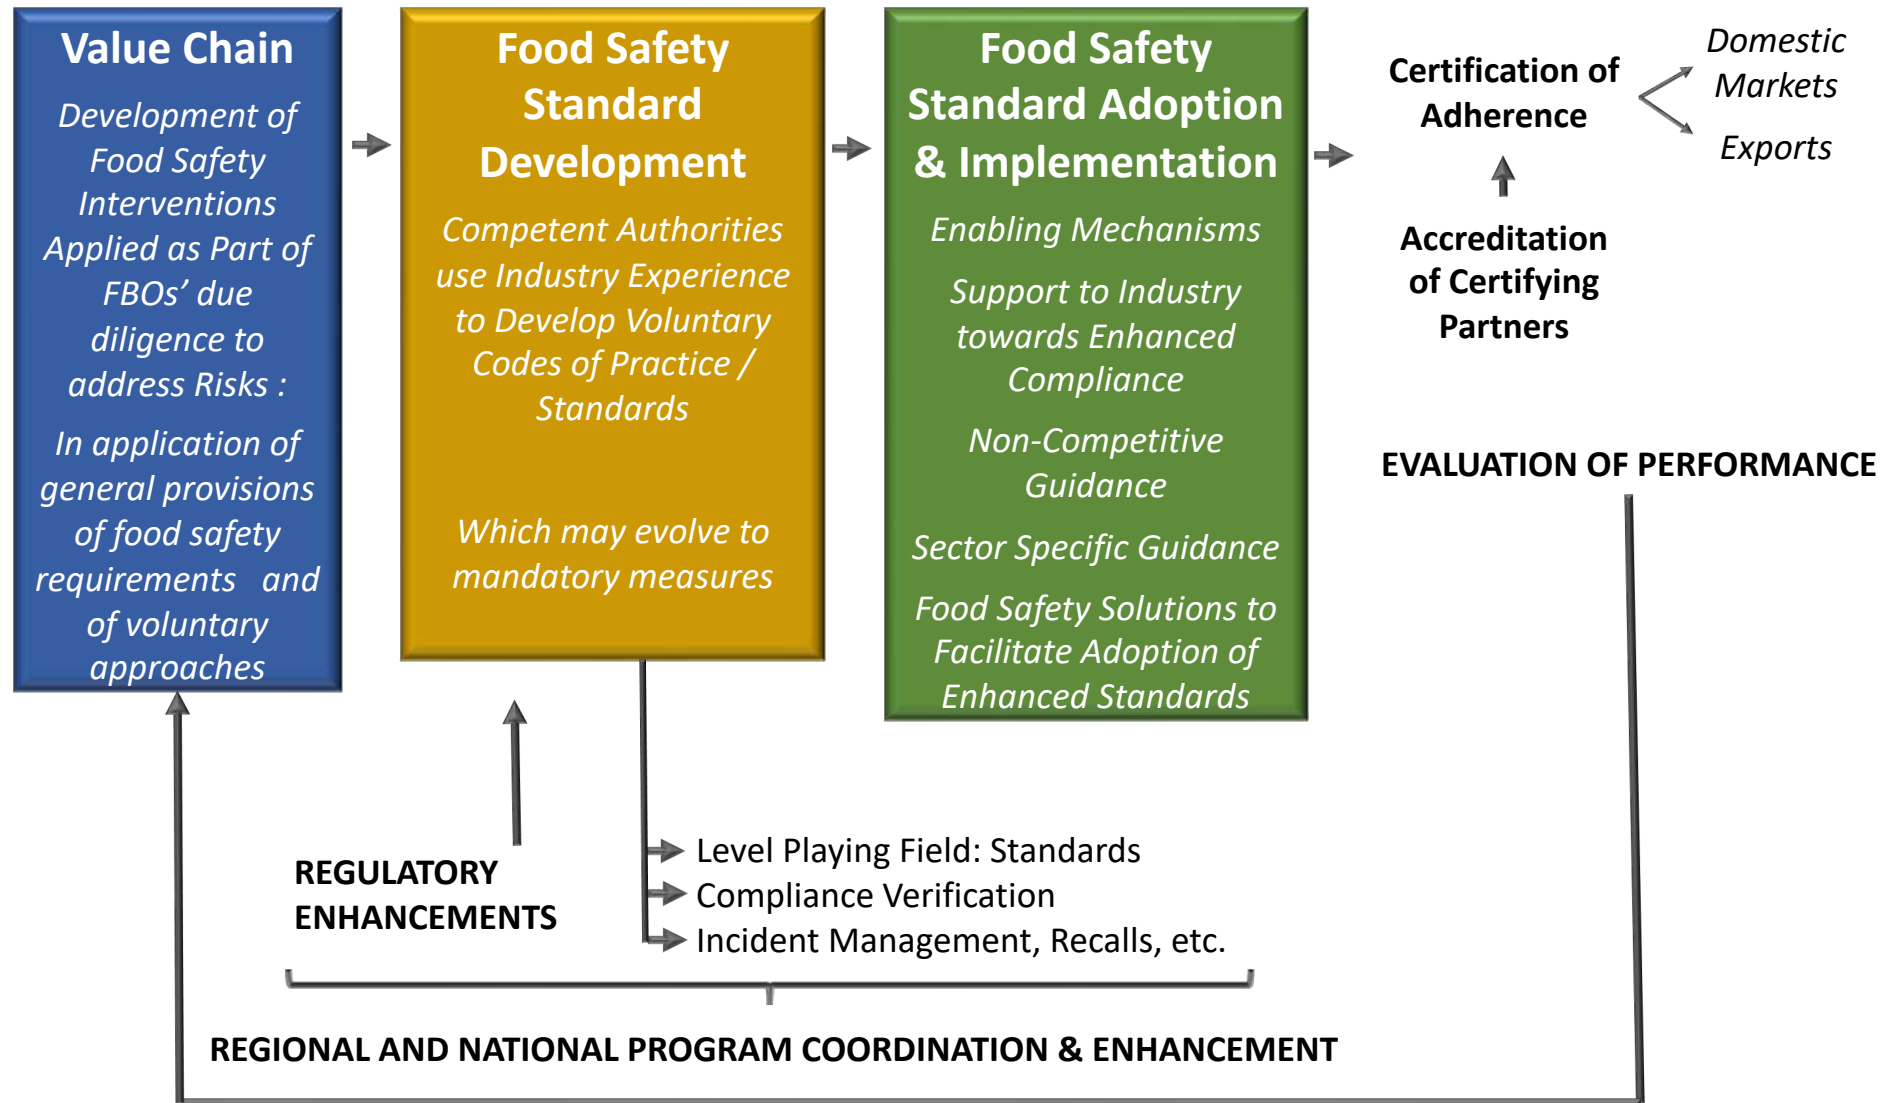 Value Chain
Development of
Food Safety
Interventions
Applied as Part of
FBOs’ due
diligence to
address Risks :
In application of
general provisions
of food safety
requirements and
of voluntary
approaches
Food Safety
Standard
Development
Competent Authorities
use Industry Experience
to Develop Voluntary
Codes of Practice /
Standards
Which may evolve to
mandatory measures
Food Safety
Standard Adoption
& Implementation
Enabling Mechanisms
Support to Industry
towards Enhanced
Compliance
Non-Competitive
Guidance
Sector Specific Guidance
Food Safety Solutions to
Facilitate Adoption of
Enhanced Standards
Certification of
Adherence
Domestic
Markets
Exports
Accreditation
of Certifying
Partners
EVALUATION OF PERFORMANCE
REGULATORY
ENHANCEMENTS
Level Playing Field: Standards
Compliance Verification
Incident Management, Recalls, etc.
REGIONAL AND NATIONAL PROGRAM COORDINATION & ENHANCEMENT